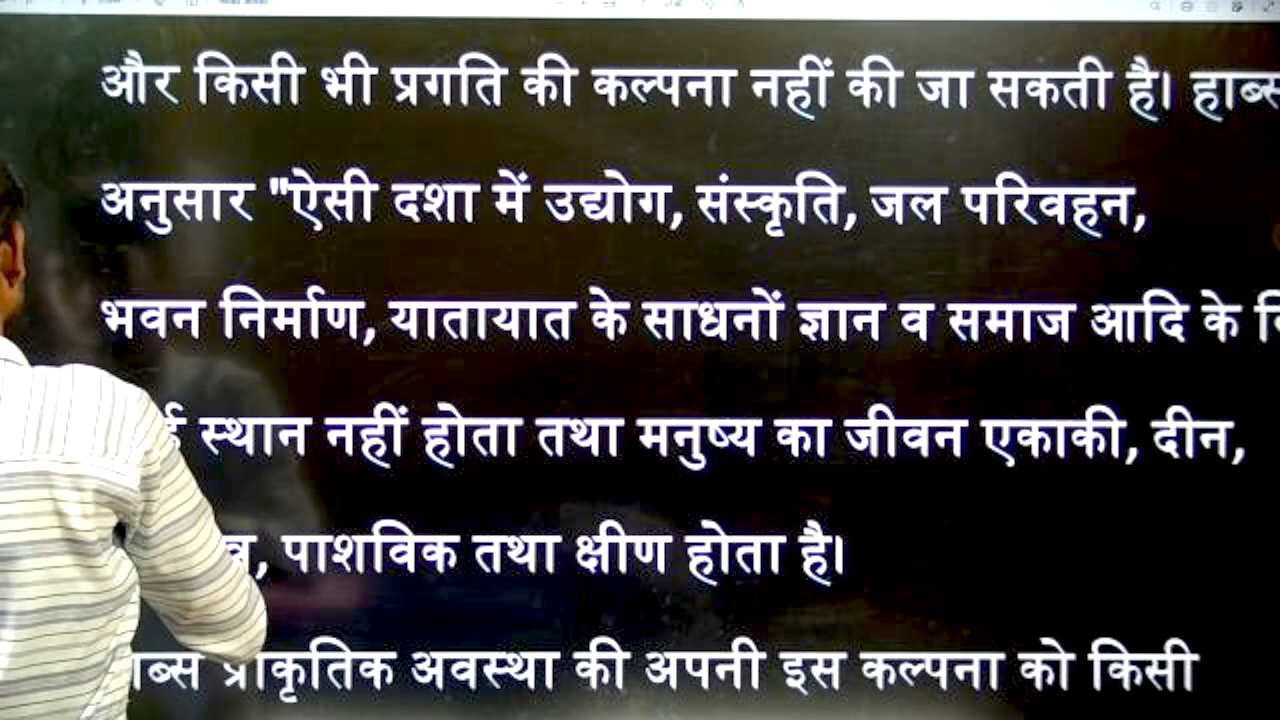 और किसी भी प्रगति की कल्पना नहीं की जा सकती है। हाब्स
अनुसार "ऐसी दशा में उद्योग, संस्कृति, जल परिवहन,
भवन निर्माण, यातायात के साधनों ज्ञान व समाज आदि के
स्थान नहीं होता तथा मनुष्य का जीवन एकाकी, दीन,
पाशविक तथा क्षीण होता है।
प्राकृतिक अवस्था की अपनी इस कल्पना को किसी